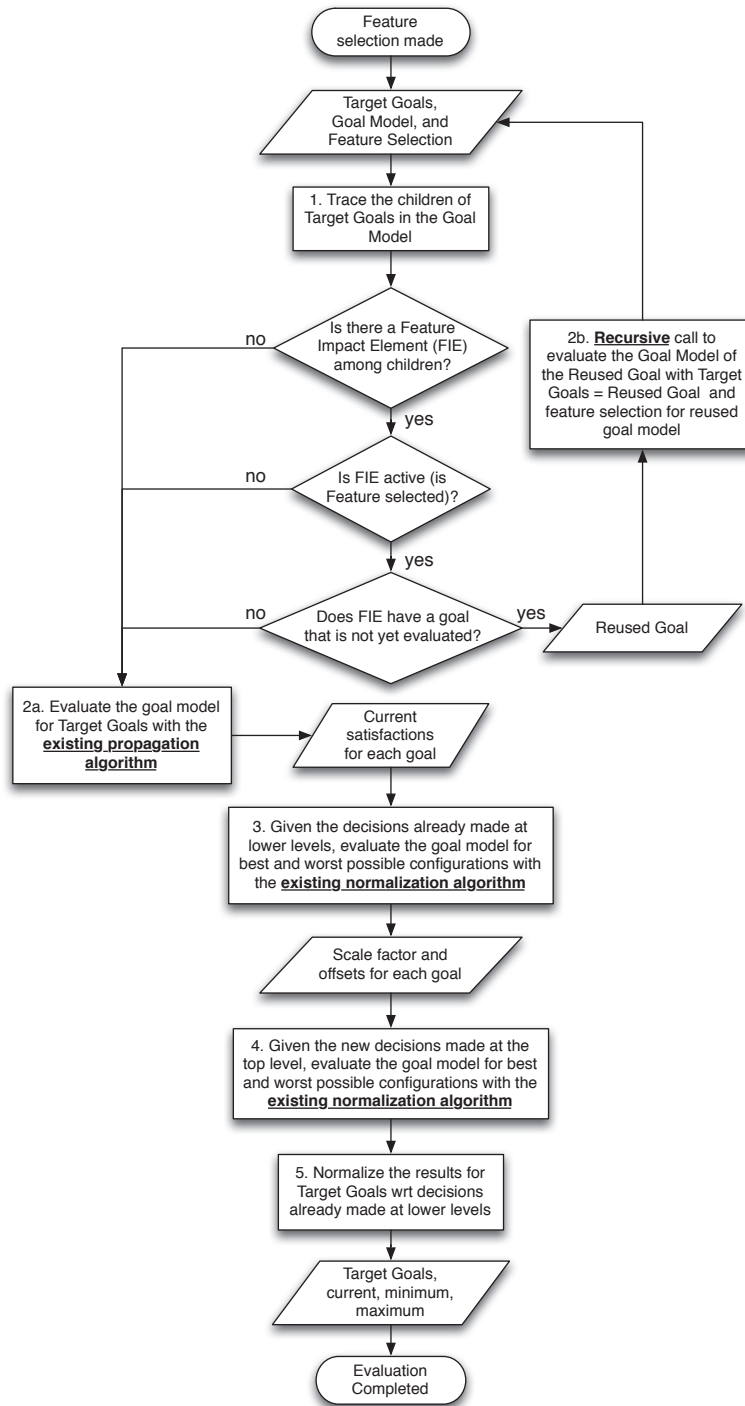 Feature
selection made
Target Goals,
Goal Model, and
Feature Selection
1. Trace the children of
Target Goals in the Goal
Model
no
Is there a Feature
Impact Element (FIE)
among children?
yes
2b. Recursive call to
evaluate the Goal Model of
the Reused Goal with Target
Goals = Reused Goal and
feature selection for reused
goal model
no
Is FIE active (is
Feature selected)?
yes
no
Does FIE have a goal
that is not yet evaluated?
yes
Reused Goal
2a. Evaluate the goal model
for Target Goals with the
existing propagation
algorithm
Current
satisfactions
for each goal
3. Given the decisions already made at
lower levels, evaluate the goal model for
best and worst possible configurations with
the existing normalization algorithm
Scale factor and
offsets for each goal
4. Given the new decisions made at the
top level, evaluate the goal model for best
and worst possible configurations with the
existing normalization algorithm
5. Normalize the results for
Target Goals wrt decisions
already made at lower levels
Target Goals,
current, minimum,
maximum
Evaluation
Completed